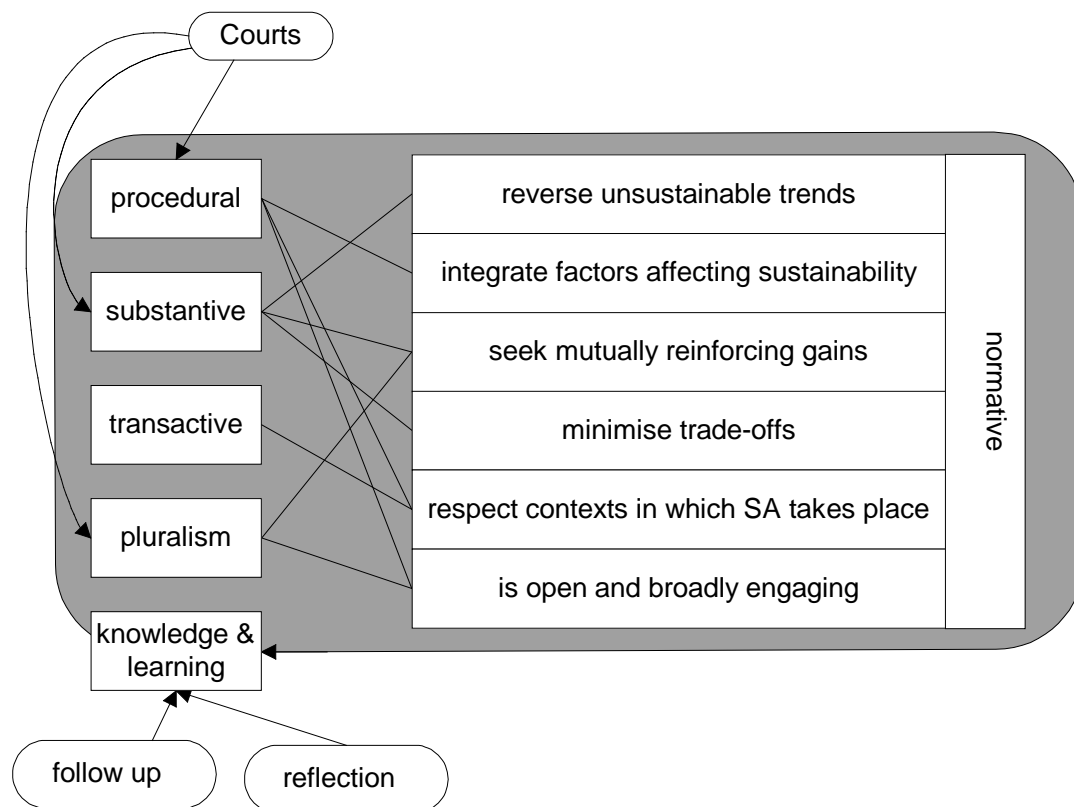 Courts
procedural
substantive
transactive
pluralism
knowledge &
learning
follow up
reflection
reverse unsustainable trends
integrate factors affecting sustainability
seek mutually reinforcing gains
minimise trade-offs
respect contexts in which SA takes place
is open and broadly engaging
normative